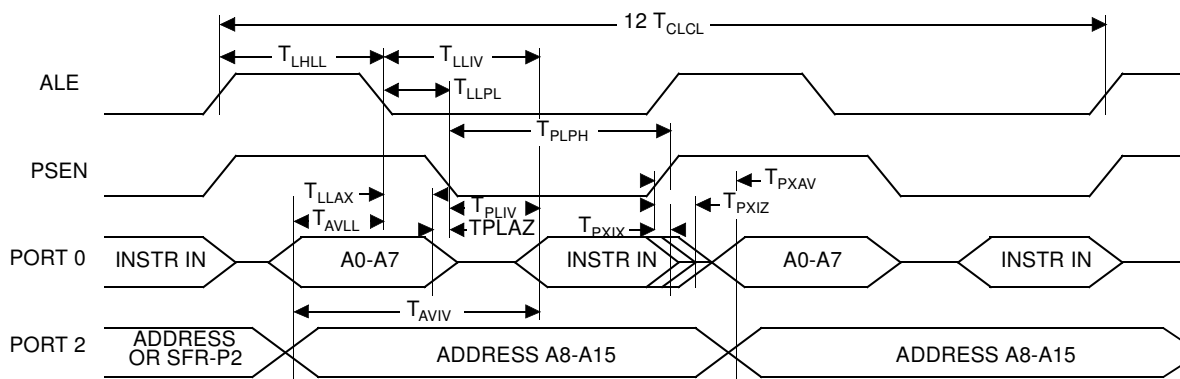 12 TCLCL
TLHLL TLLIV
ALE
TLLPL
TPLPH
PSEN
TLLAX TPXAV
TPLIV TPXIZ
TAVLL TPLAZ TPXIX
PORT 0 INSTR IN A0-A7 INSTR IN A0-A7 INSTR IN
TAVIV
PORT 2 ADDRESS OR SFR-P2 ADDRESS A8-A15 ADDRESS A8-A15